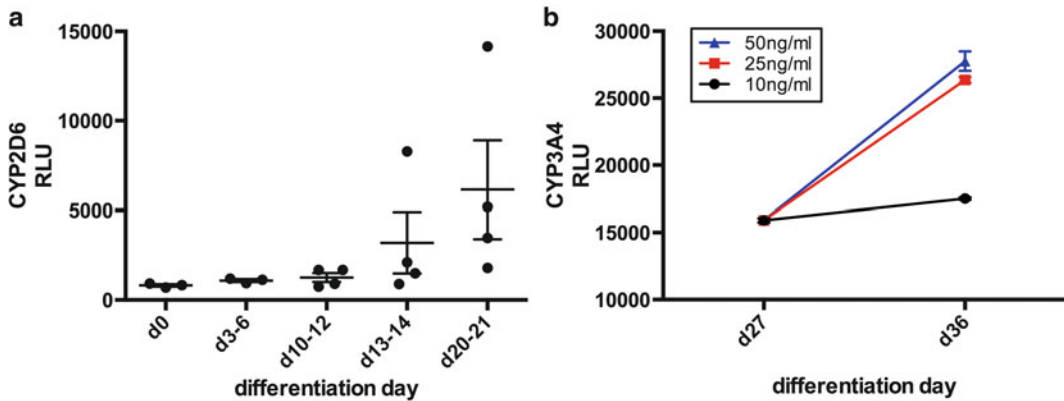 a
CYP2D6
RLU
15000
10000
5000
0
d0
d3-6
d10-12
d13-14
d20-21
differentiation day
b
CYP3A4
RLU
30000
25000
20000
15000
10000
50ng/ml
25ng/ml
10ng/ml
d27
d36
differentiation day